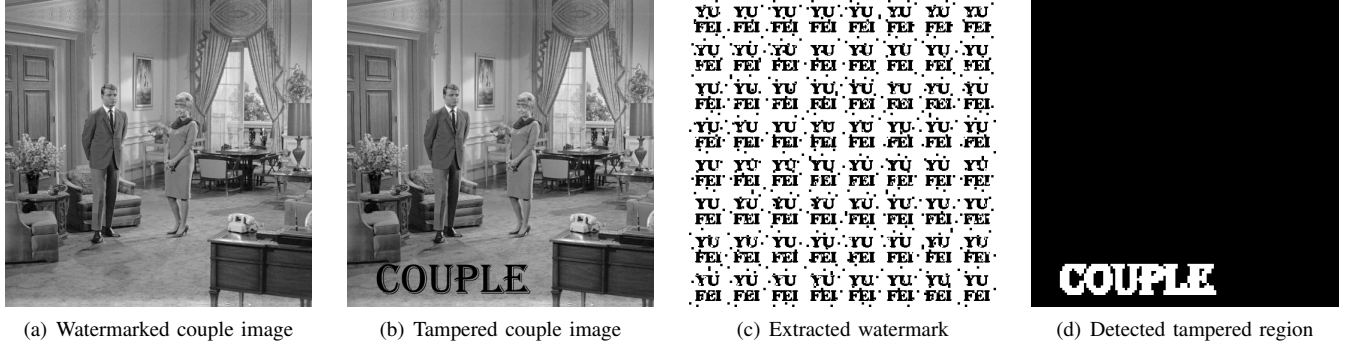 YU YU YU YU YU YU YU YU
FEI FEI FEI FEI FEI FEI FEI FEI
YU YU YU YU YU YU YU YU
FEI FEI FEI FEI FEI FEI FEI FEI
YU YU YU YU YU YU YU YU
FEI FEI FEI FEI FEI FEI FEI FEI
YU YU YU YU YU YU YU YU
FEI FEI FEI FEI FEI FEI FEI FEI
YU YU YU YU YU YU YU YU
FEI FEI FEI FEI FEI FEI FEI FEI
YU YU YU YU YU YU YU YU
FEI FEI FEI FEI FEI FEI FEI FEI
YU YU YU YU YU YU YU YU
FEI FEI FEI FEI FEI FEI FEI FEI
YU YU YU YU YU YU YU YU
FEI FEI FEI FEI FEI FEI FEI FEI
COUPLE
COUPLE
(a) Watermarked couple image
(b) Tampered couple image
(c) Extracted watermark
(d) Detected tampered region